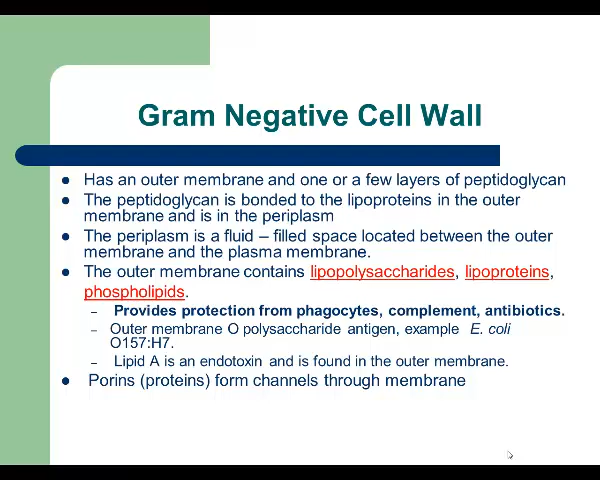 Gram Negative Cell Wall
● Has an outer membrane and one or a few layers of peptidoglycan
● The peptidoglycan is bonded to the lipoproteins in the outer
membrane and is in the periplasm
● The periplasm is a fluid – filled space located between the outer
membrane and the plasma membrane.
● The outer membrane contains lipopolysaccharides, lipoproteins,
phospholipids.
– Provides protection from phagocytes, complement, antibiotics.
– Outer membrane O polysaccharide antigen, example E. coli
O157:H7.
– Lipid A is an endotoxin and is found in the outer membrane.
● Porins (proteins) form channels through membrane